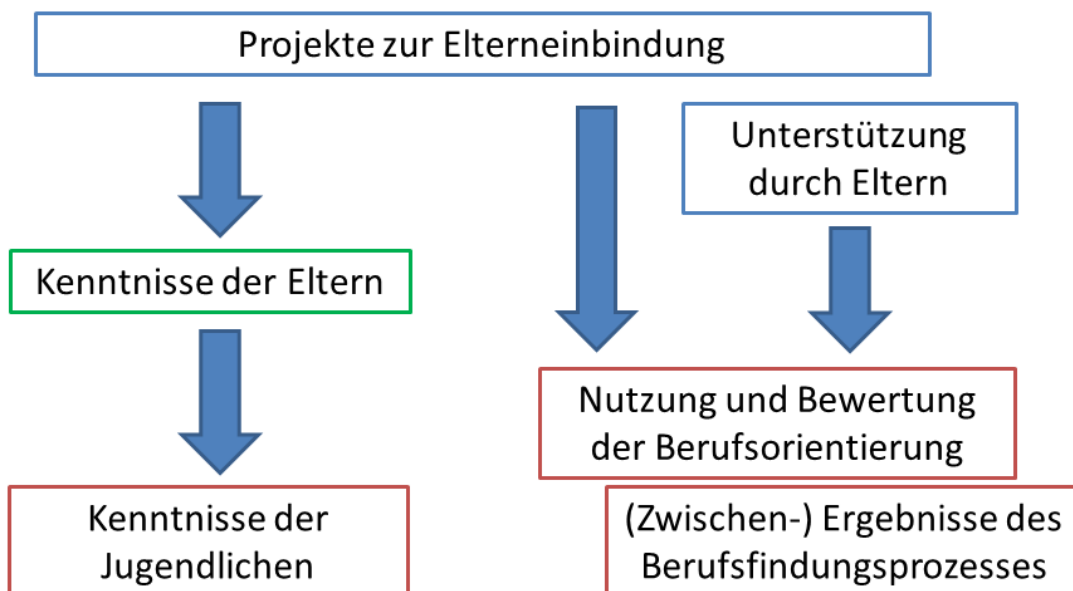 Projekte zur Elterneinbindung
Unterstützung
durch Eltern
Kenntnisse der Eltern
Nutzung und Bewertung
der Berufsorientierung
Kenntnisse der
Jugendlichen
(Zwischen-) Ergebnisse des
Berufsfindungsprozesses